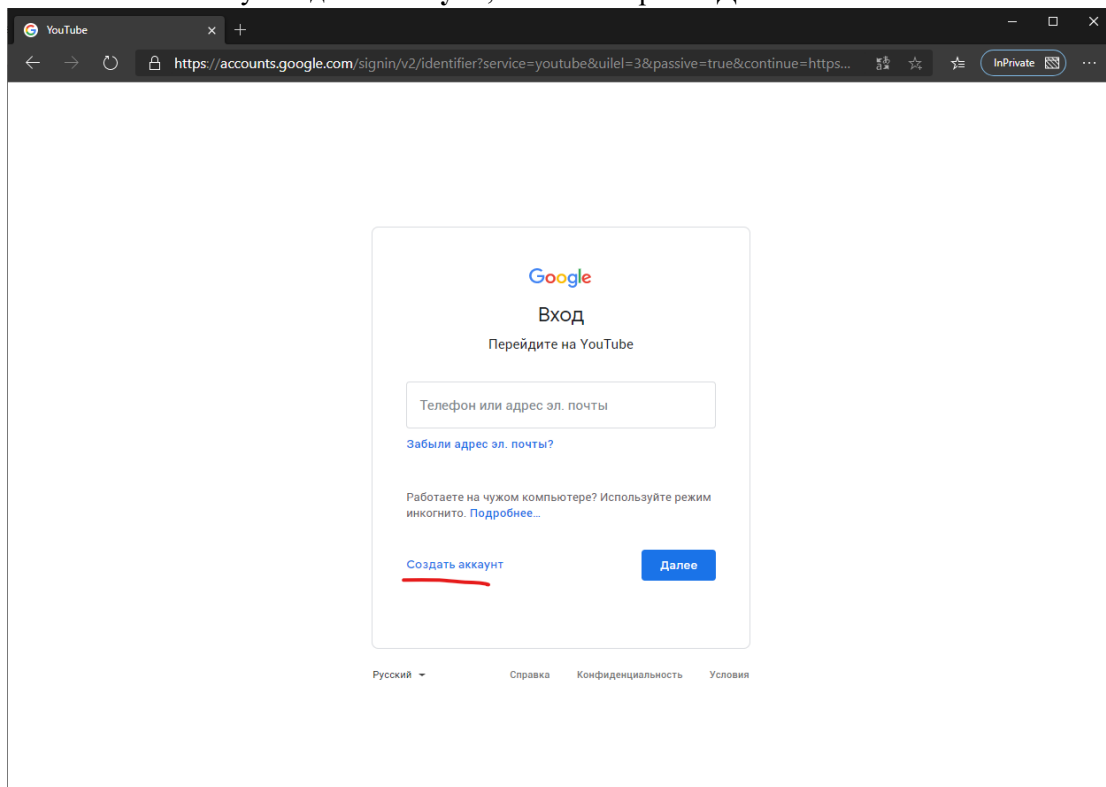 YouTube
https://accounts.google.com/signin/v2/identifier?service=youtube&uilel=3&passive=true&continue=https...
InPrivate
Google
Вход
Перейдите на YouTube
Телефон или адрес эл. почты
Забыли адрес эл. почты?
Работаете на чужом компьютере? Используйте режим
инкогнито. Подробнее...
Создать аккаунт
Далее
Русский
Справка Конфиденциальность Условия